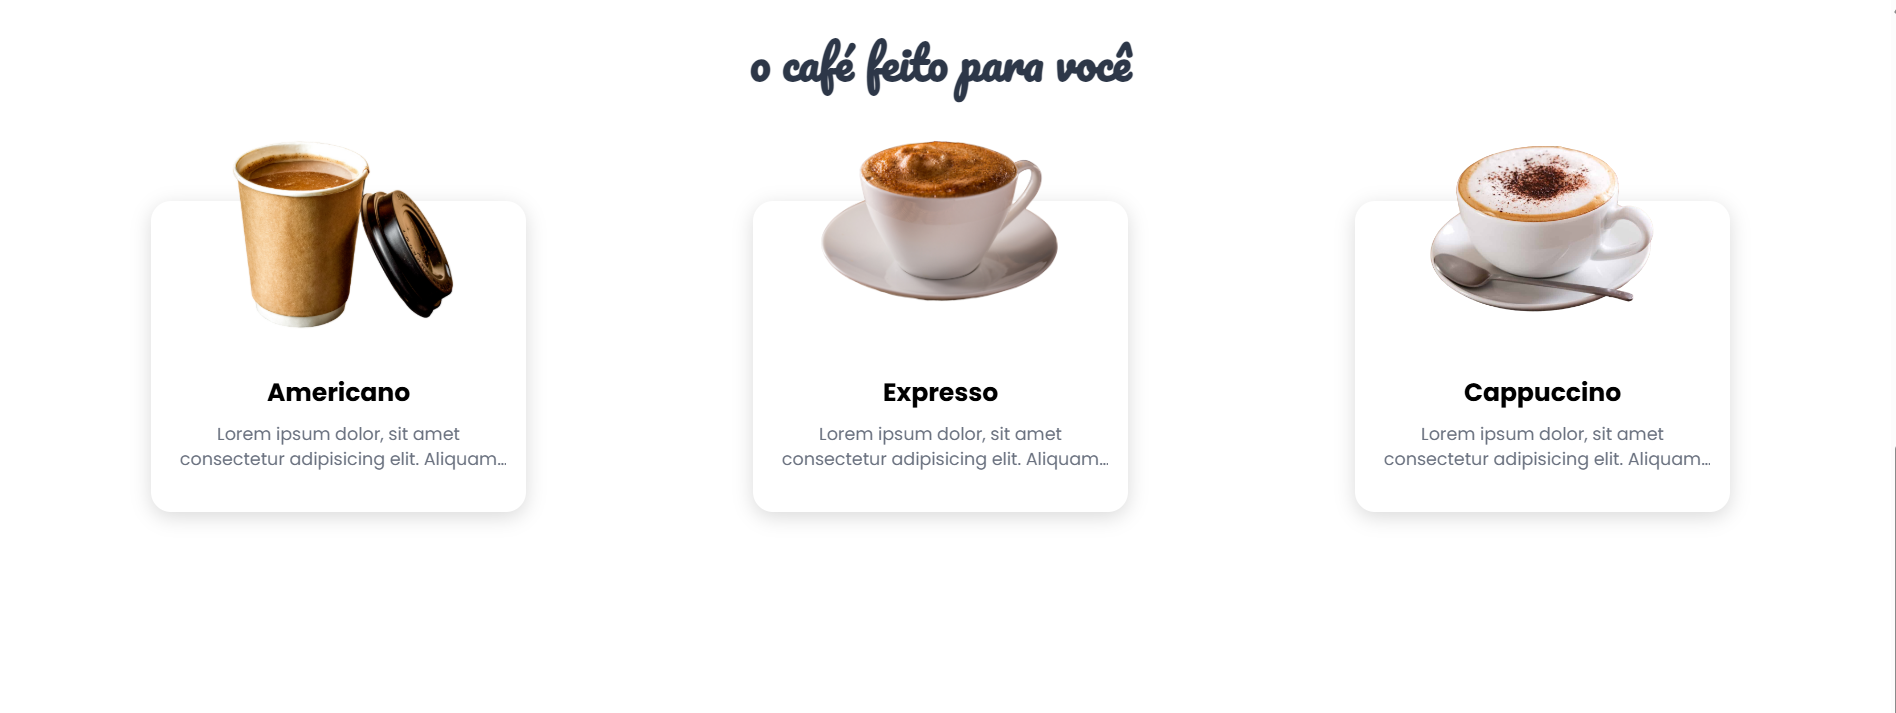 o café feito para você
Americano
Lorem ipsum dolor, sit amet
consectetur adipisicing elit. Aliquam...
Expresso
Lorem ipsum dolor, sit amet
consectetur adipisicing elit. Aliquam...
Cappuccino
Lorem ipsum dolor, sit amet
consectetur adipisicing elit. Aliquam...